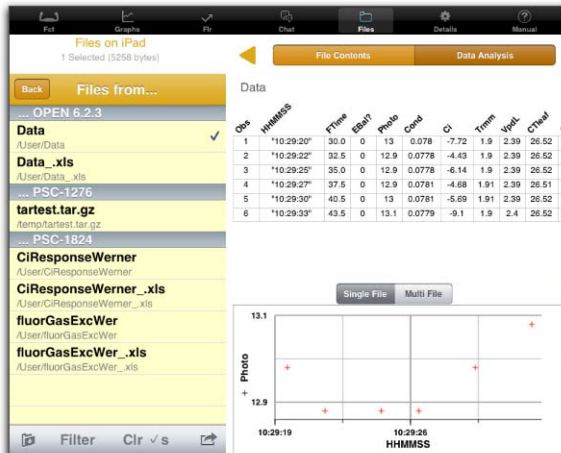 Fct Graphs Flr Chat Files Details Manual
Files on iPad
1 Selected (5258 bytes)
Back Files from...
... OPEN 6.2.3
Data
/User/Data
Data_.xls
/User/Data_.xls
... PSC-1276
tartest.tar.gz
/temp/tartest.tar.gz
... PSC-1824
CiResponseWerner
/User/CiResponseWerner
CiResponseWerner_.xls
/User/CiResponseWerner_.xls
fluorGasExcWer
/User/fluorGasExcWer
fluorGasExcWer_.xls
/User/fluorGasExcWer_.xls
Filter Clr ✓ s
File Contents Data Analysis
Data
Obs HHMMSS FTime EBal? Photo Cond Ci Trmm VpdL CTleaf
1 "10:29:20" 30.0 0 13 0.078 -7.72 1.9 2.39 26.52
2 "10:29:22" 32.5 0 12.9 0.0778 -4.43 1.9 2.39 26.52
3 "10:29:25" 35.0 0 12.9 0.0778 -6.14 1.9 2.39 26.52
4 "10:29:27" 37.5 0 12.9 0.0781 -4.68 1.91 2.39 26.51
5 "10:29:30" 40.5 0 13 0.0781 -5.69 1.91 2.39 26.52
6 "10:29:33" 43.5 0 13.1 0.0779 -9.1 1.9 2.4 26.52
Single File Multi File
13.1
+ Photo
12.9
10:29:19 10:29:26
HHMMSS